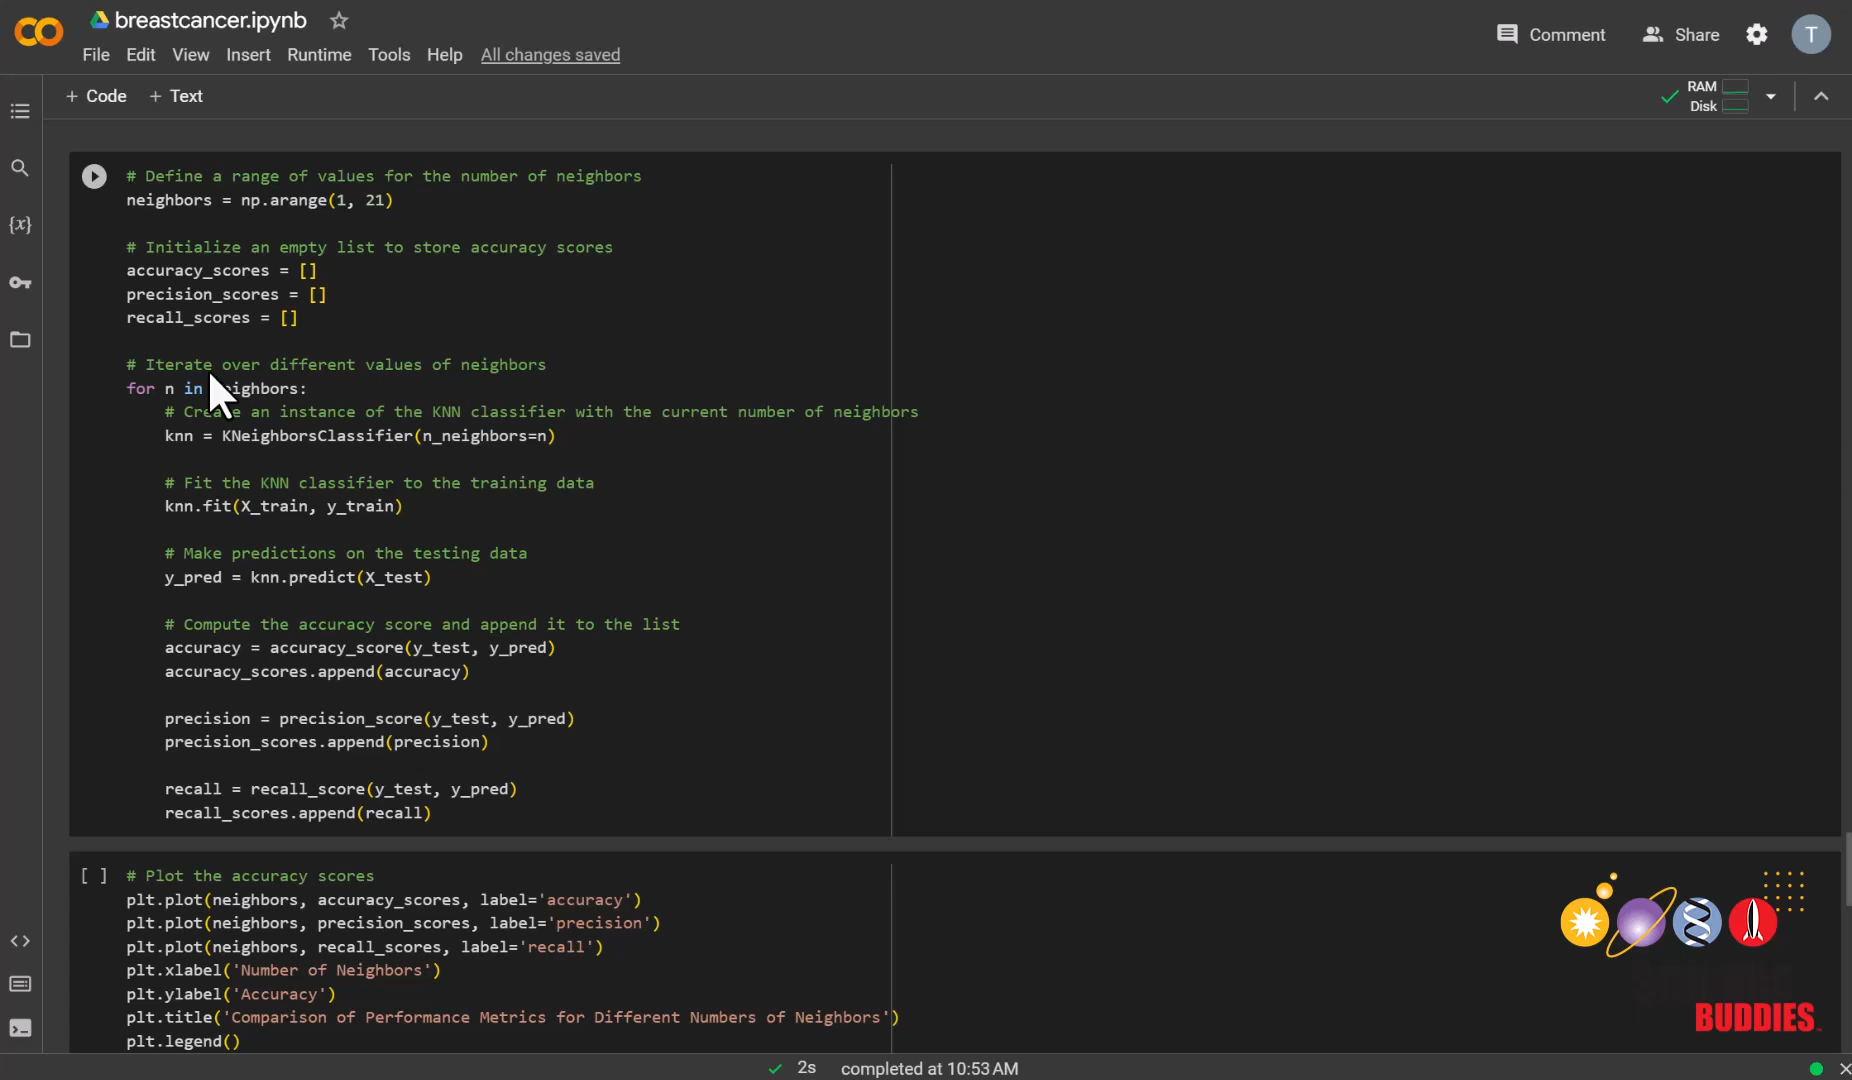 breastcancer.ipynb
File Edit View Insert Runtime Tools Help All changes saved
Comment Share T
+ Code + Text
RAM
Disk
{x}
# Define a range of values for the number of neighbors
neighbors = np.arange(1, 21)
# Initialize an empty list to store accuracy scores
accuracy_scores = []
precision_scores = []
recall_scores = []
# Iterate over different values of neighbors
for n in neighbors:
# Create an instance of the KNN classifier with the current number of neighbors
knn = KNeighborsClassifier(n_neighbors=n)
# Fit the KNN classifier to the training data
knn.fit(X_train, y_train)
# Make predictions on the testing data
y_pred = knn.predict(X_test)
# Compute the accuracy score and append it to the list
accuracy = accuracy_score(y_test, y_pred)
accuracy_scores.append(accuracy)
precision = precision_score(y_test, y_pred)
precision_scores.append(precision)
recall = recall_score(y_test, y_pred)
recall_scores.append(recall)
[ ] # Plot the accuracy scores
plt.plot(neighbors, accuracy_scores, label='accuracy')
plt.plot(neighbors, precision_scores, label='precision')
plt.plot(neighbors, recall_scores, label='recall')
plt.xlabel('Number of Neighbors')
plt.ylabel('Accuracy')
plt.title('Comparison of Performance Metrics for Different Numbers of Neighbors')
plt.legend()
BUDDIES
2s completed at 10:53 AM